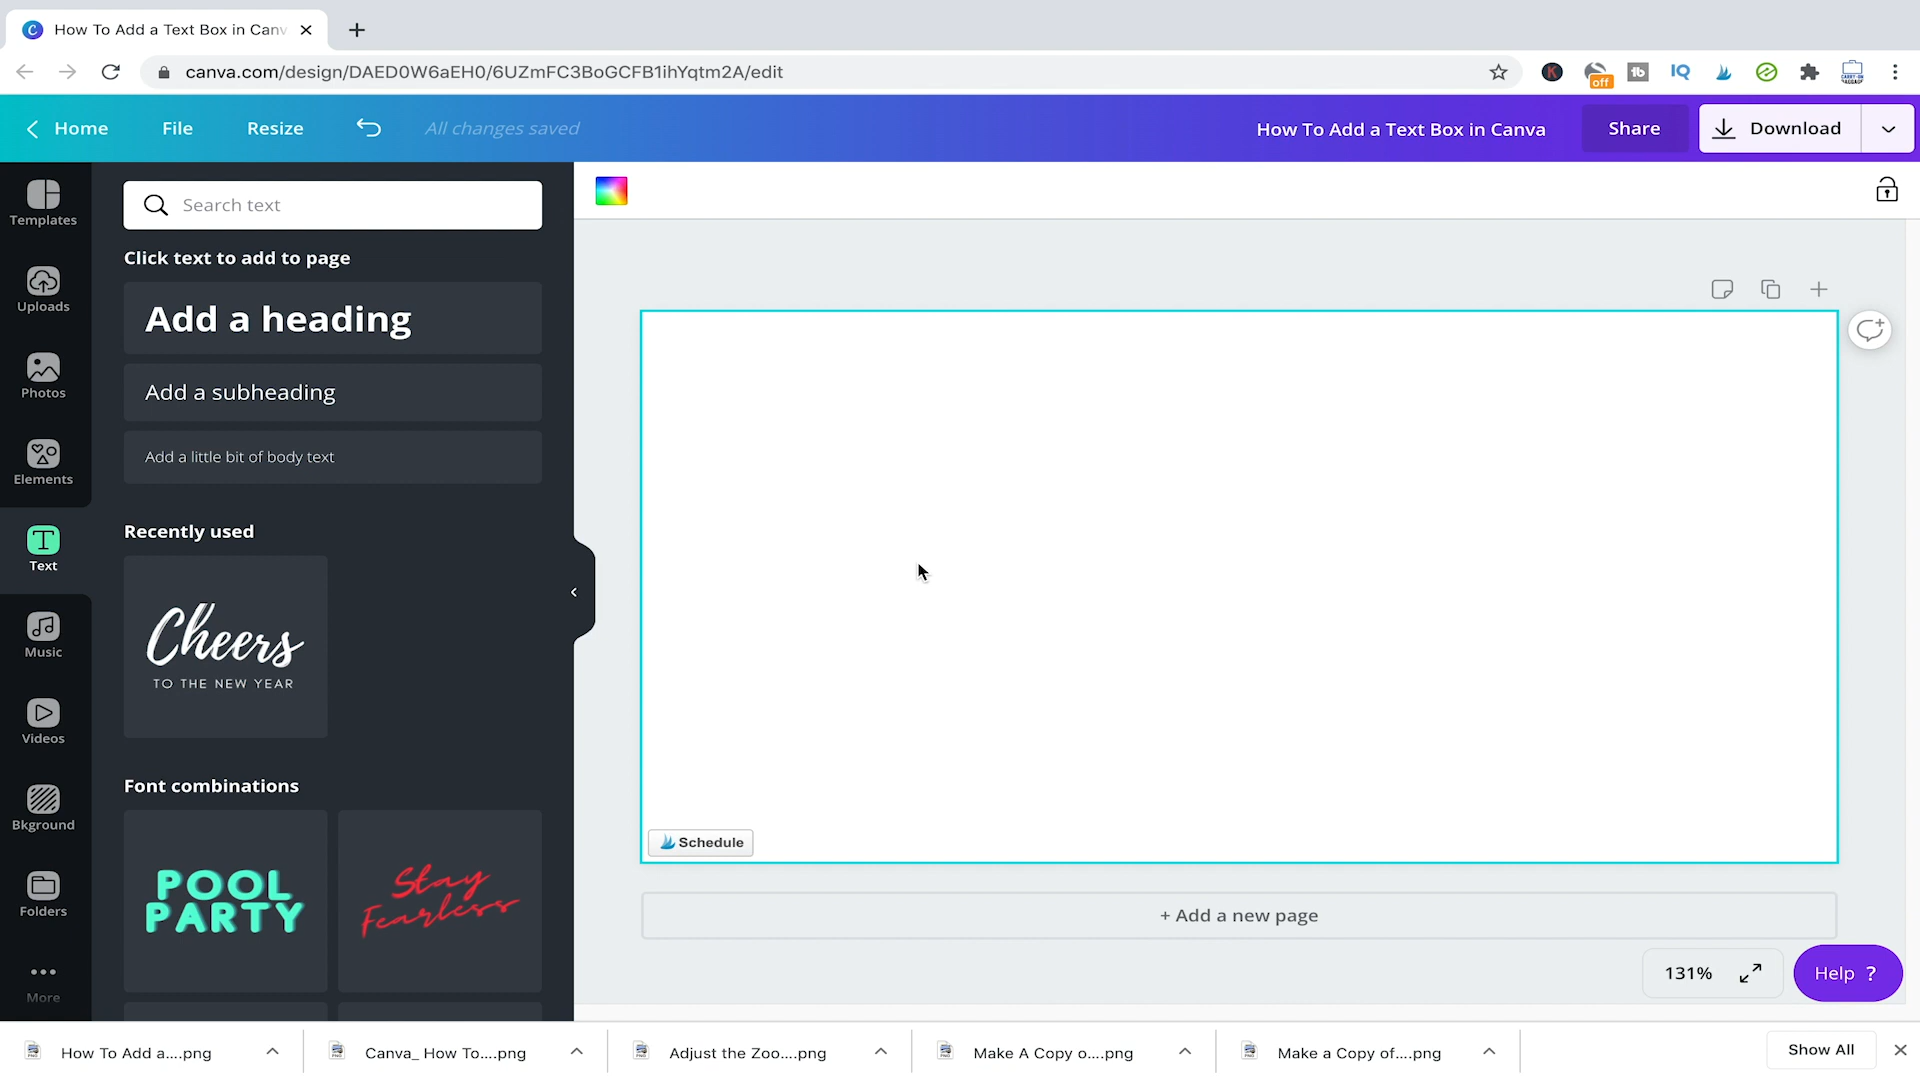 How To Add a Text Box in Canv
canva.com/design/DAED0W6aEH0/6UZmFC3BoGCFB1ihYqtm2A/edit
off
tb
IQ
Home
File
Resize
All changes saved
How To Add a Text Box in Canva
Share
Download
Templates
Uploads
Photos
Elements
Text
Music
Videos
Bkground
Folders
More
Search text
Click text to add to page
Add a heading
Add a subheading
Add a little bit of body text
Recently used
Cheers
TO THE NEW YEAR
Font combinations
POOL
PARTY
Stay
Fearless
Schedule
+ Add a new page
131%
Help ?
How To Add a....png
Canva_ How To....png
Adjust the Zoo....png
Make A Copy o....png
Make a Copy of....png
Show All